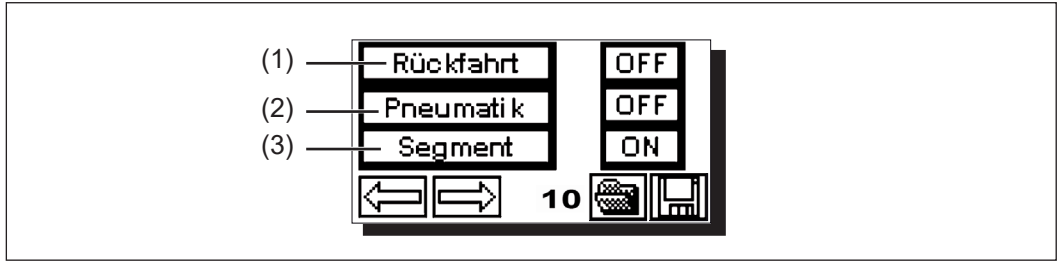 (1) Rückfahrt OFF
(2) Pneumatik OFF
(3) Segment ON
10